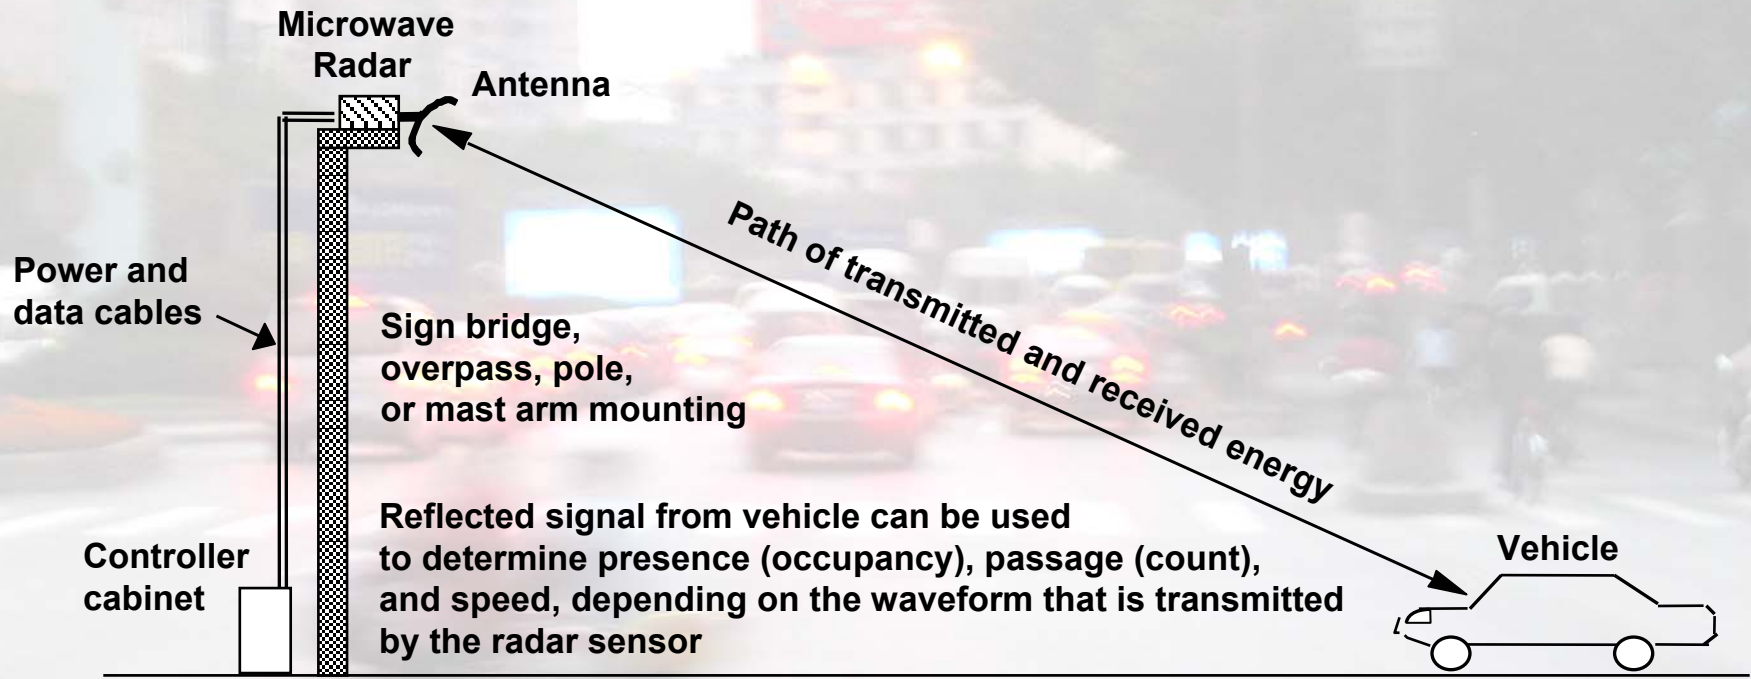 Microwave
Radar
Antenna
Power and
data cables
Path of transmitted and received energy
Sign bridge,
overpass, pole,
or mast arm mounting
Reflected signal from vehicle can be used
to determine presence (occupancy), passage (count),
and speed, depending on the waveform that is transmitted
by the radar sensor
Controller
cabinet
Vehicle